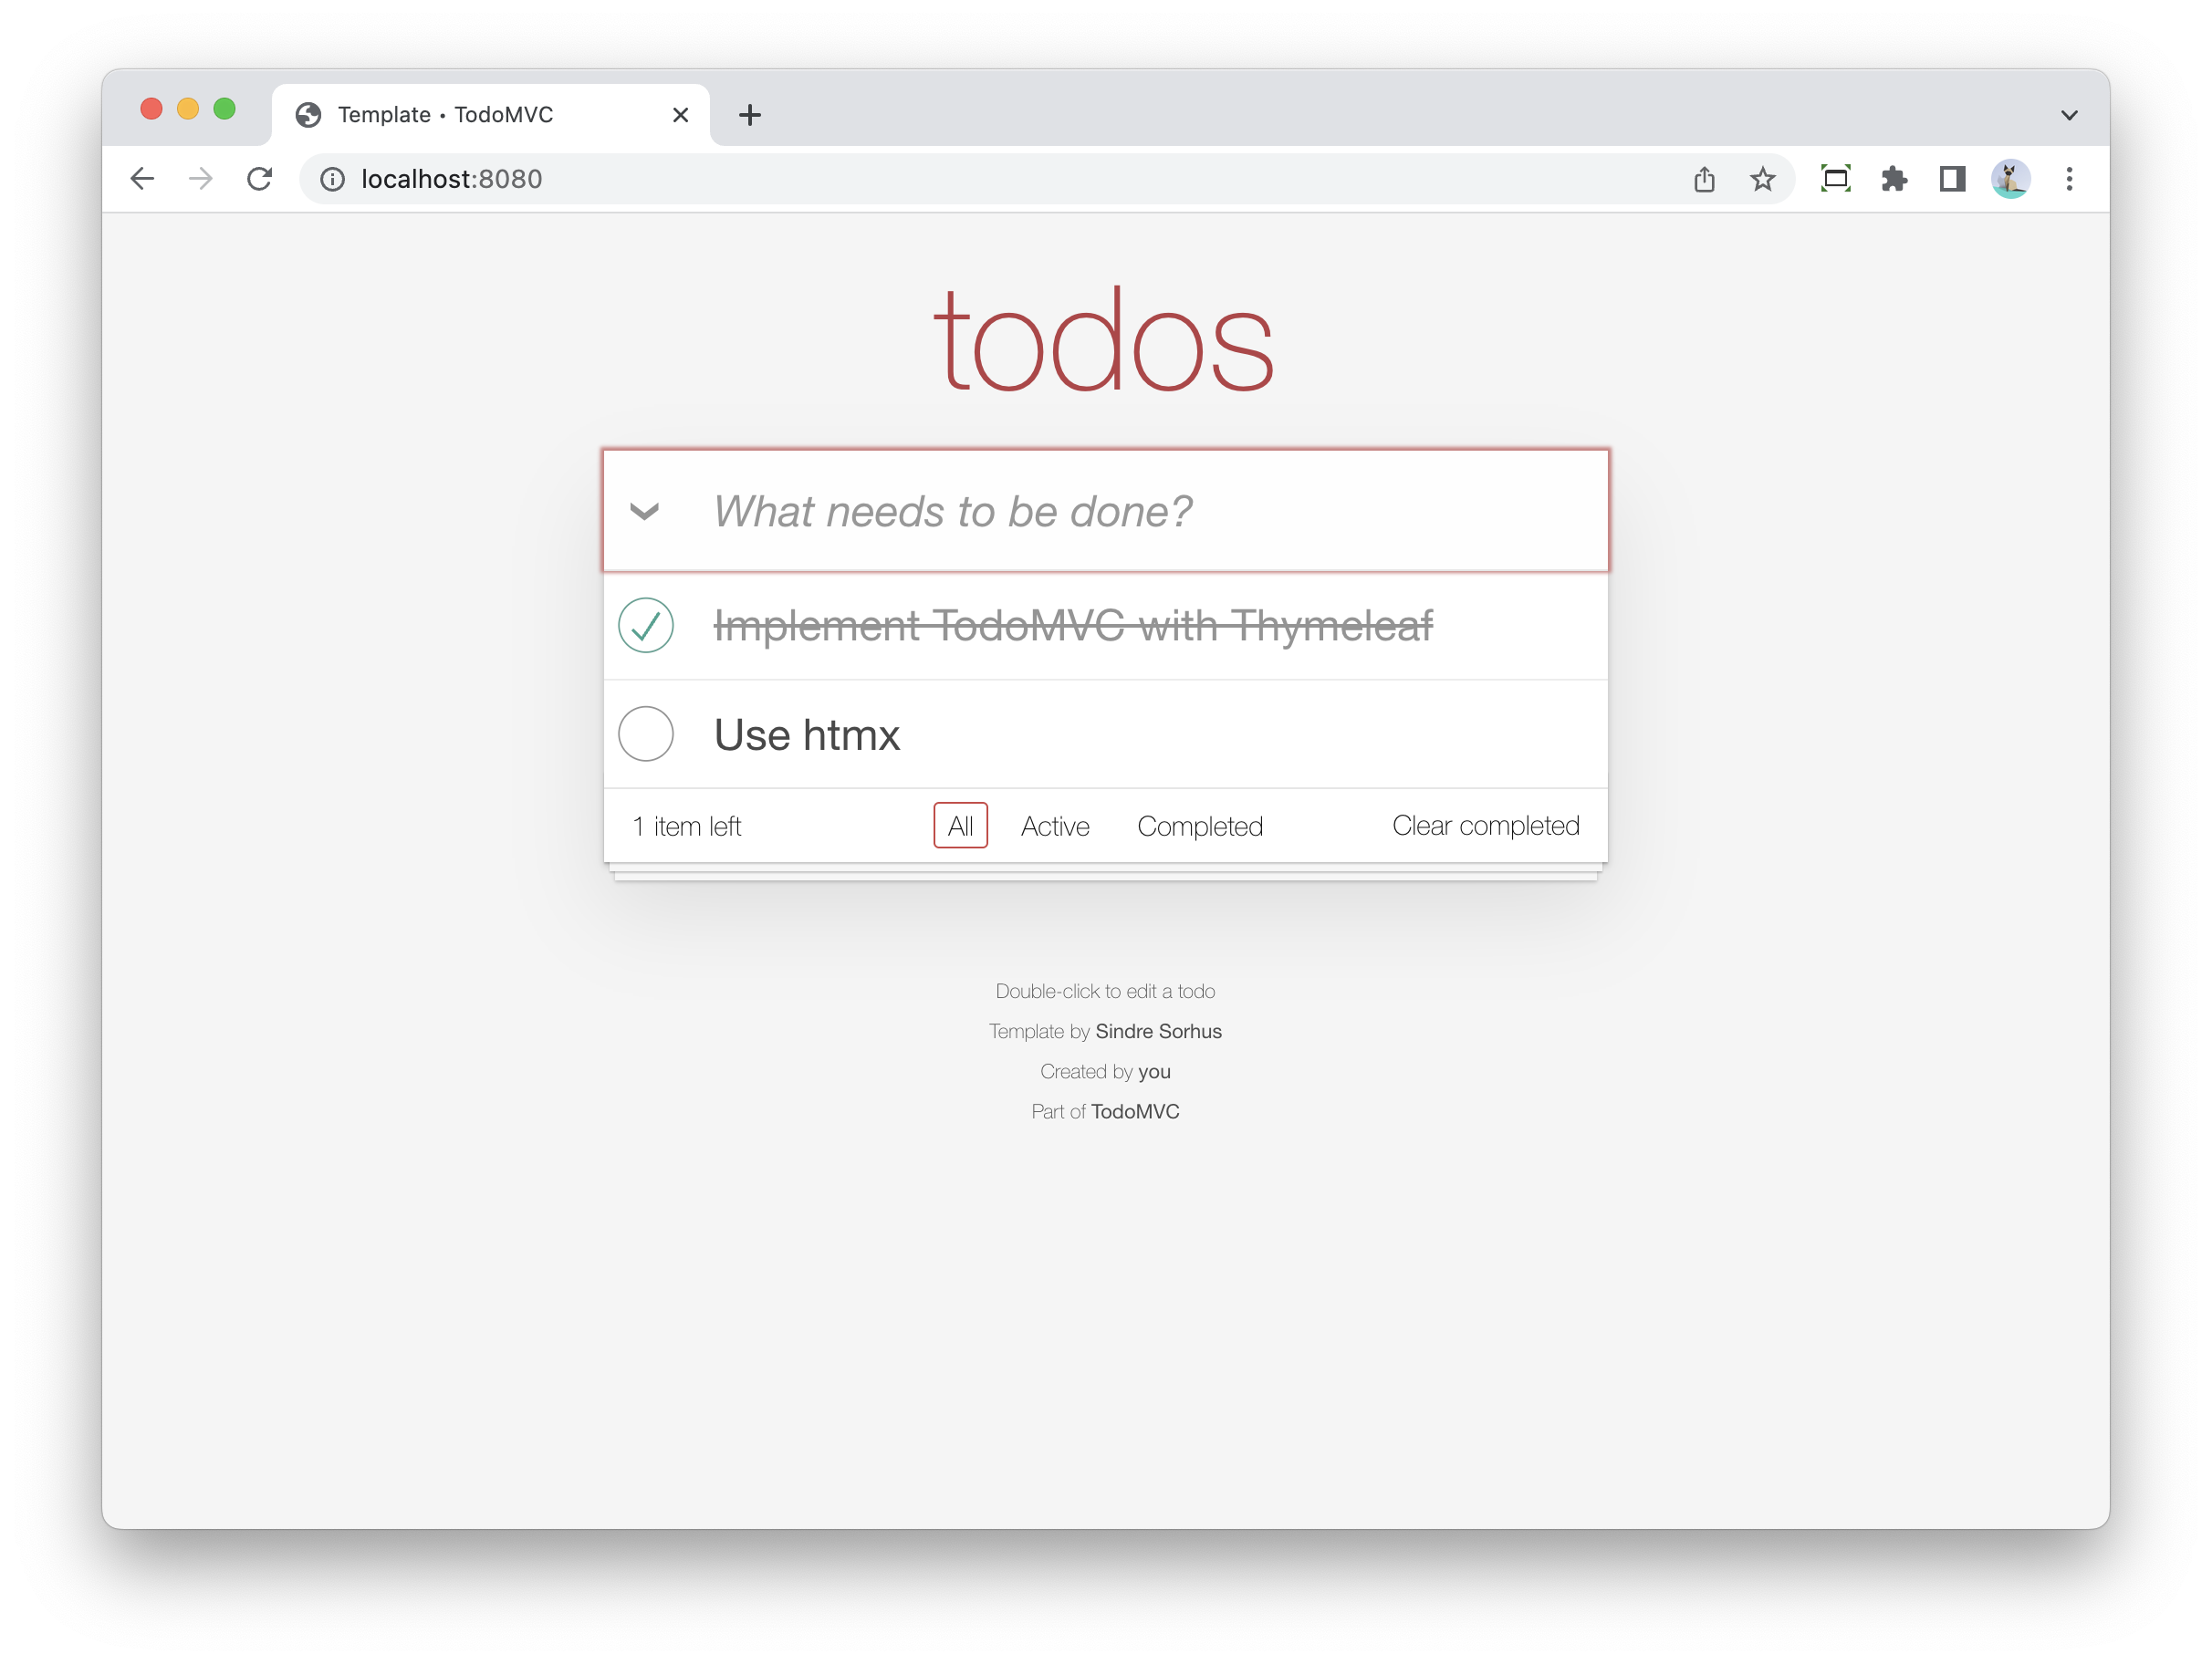 Template • TodoMVC
localhost:8080
todos
What needs to be done?
Implement TodoMVC with Thymeleaf
Use htmx
1 item left All Active Completed Clear completed
Double-click to edit a todo
Template by Sindre Sorhus
Created by you
Part of TodoMVC